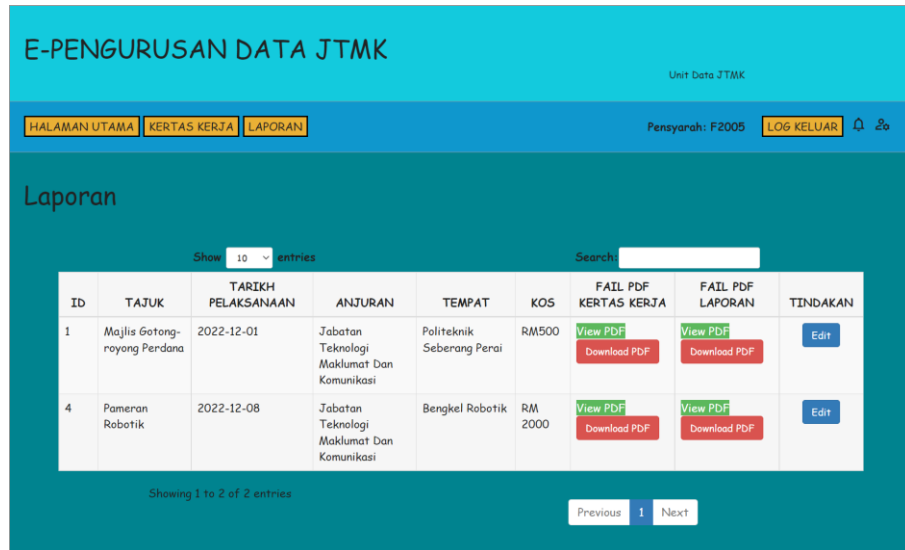 E-PENGURUSAN DATA JTMK
Unit Data JTMK
HALAMAN UTAMA KERTAS KERJA LAPORAN Pensyarah: F2005 LOG KELUAR
Laporan
Show 10 entries Search:
ID TAJUK TARIKH PELAKSANAAN ANJURAN TEMPAT KOS FAIL PDF KERTAS KERJA FAIL PDF LAPORAN TINDAKAN
1 Majlis Gotong-royong Perdana 2022-12-01 Jabatan Teknologi Maklumat Dan Komunikasi Politeknik Seberang Perai RM500 View PDF Download PDF View PDF Download PDF Edit
4 Pameran Robotik 2022-12-08 Jabatan Teknologi Maklumat Dan Komunikasi Bengkel Robotik RM 2000 View PDF Download PDF View PDF Download PDF Edit
Showing 1 to 2 of 2 entries
Previous 1 Next